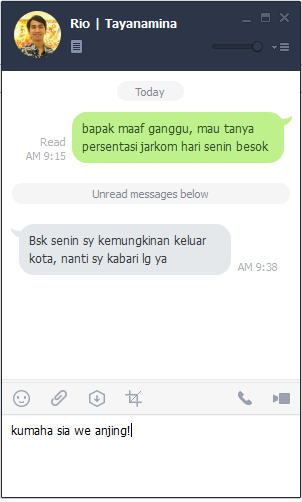 Rio | Tayanamina
Today
bapak maaf ganggu, mau tanya
persentasi jarkom hari senin besok
Read
AM 9:15
Unread messages below
Bsk senin sy kemungkinan keluar
kota, nanti sy kabari lg ya
AM 9:38
kumaha sia we anjing!